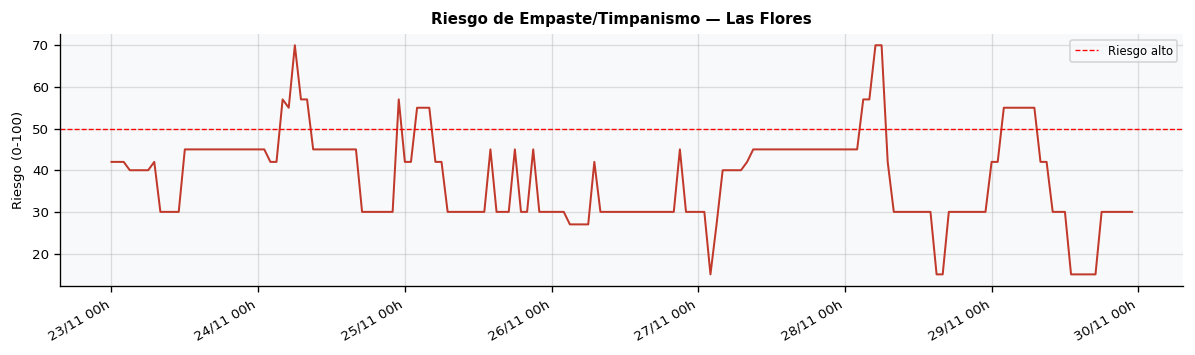 Riesgo de Empaste/Timpanismo — Las Flores
Riesgo alto
Riesgo (0-100)
70
60
50
40
30
20
23/11 00h
24/11 00h
25/11 00h
26/11 00h
27/11 00h
28/11 00h
29/11 00h
30/11 00h